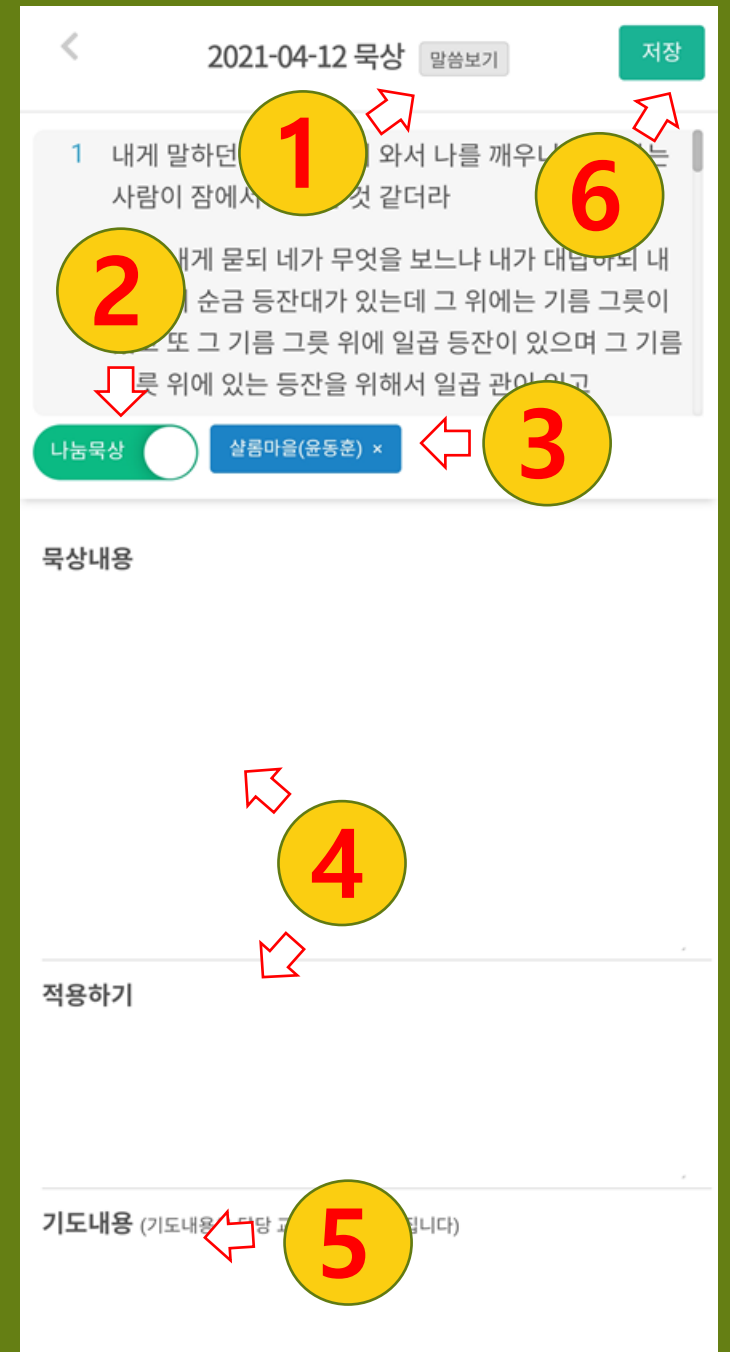 2021-04-12 묵상 말씀보기 저장
1
6
1 내게 말하던 와서 나를 깨우니 는
사람이 잠에서 것 같더라
2
내게 묻되 네가 무엇을 보느냐 내가 대답하되 내
순금 등잔대가 있는데 그 위에는 기름 그릇이
또 그 기름 그릇 위에 일곱 등잔이 있으며 그 기름
위에 있는 등잔을 위해서 일곱 관이 있고
나눔묵상 샬롬마을(윤동훈) × 3
묵상내용
4
적용하기
기도내용 (기도내용 집니다)
5